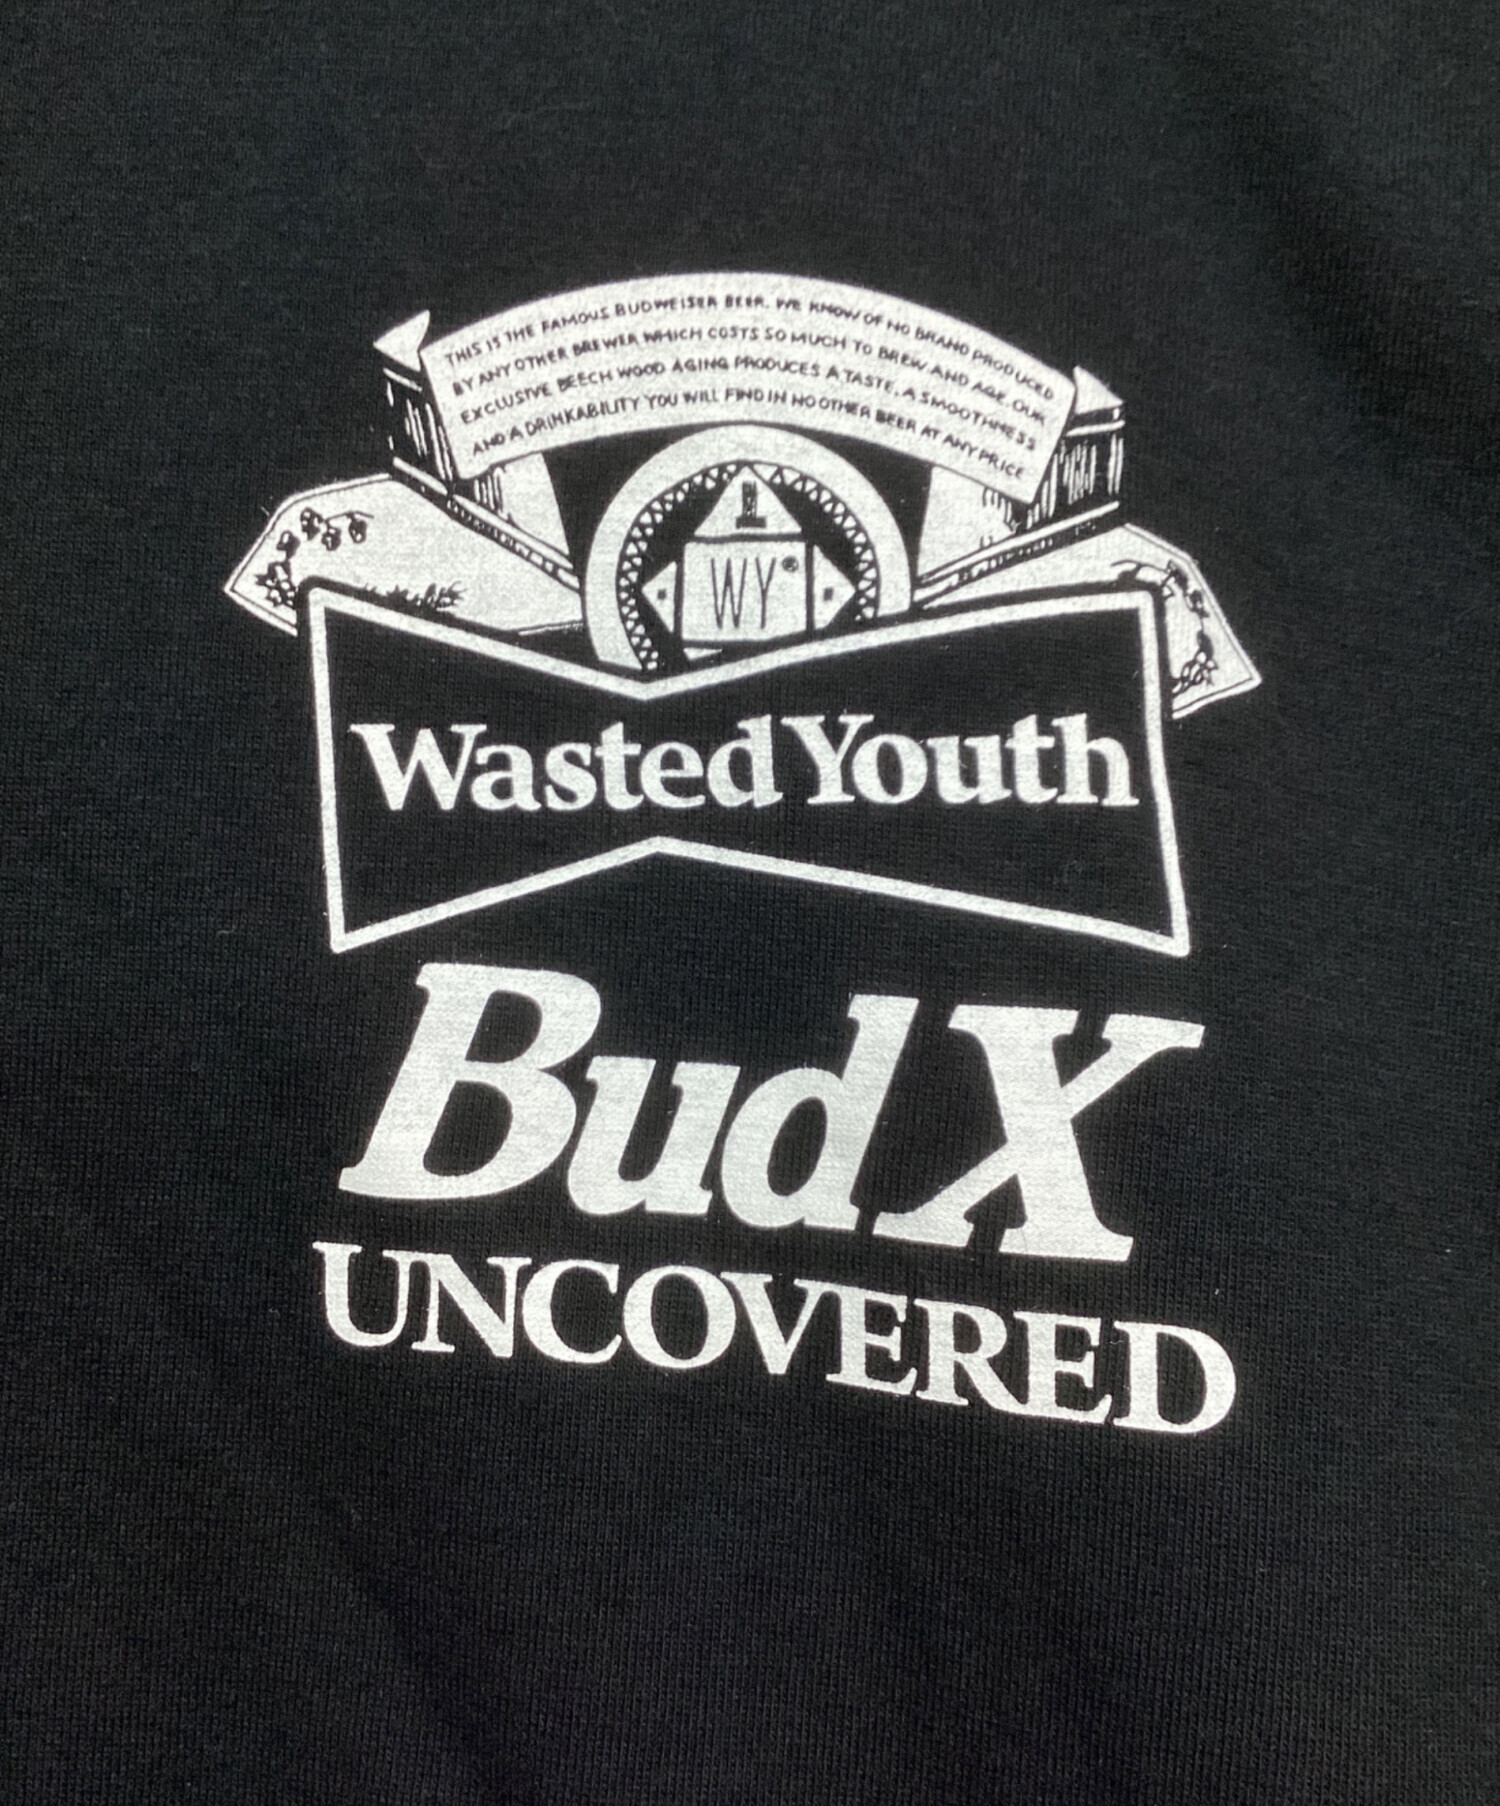 THIS IS THE FAMOUS BUDWEISER BEER. WE KNOW OF NO BRAND PRODUCED
BY ANY OTHER BREWER WHICH COSTS SO MUCH TO BREW AND AGE. OUR
EXCLUSIVE BEECH WOOD AGING PRODUCES A TASTE, A SMOOTHNESS
AND A DRINKABILITY YOU WILL FIND IN NO OTHER BEER AT ANY PRICE
L
WY®
Wasted Youth
BudX
UNCOVERED